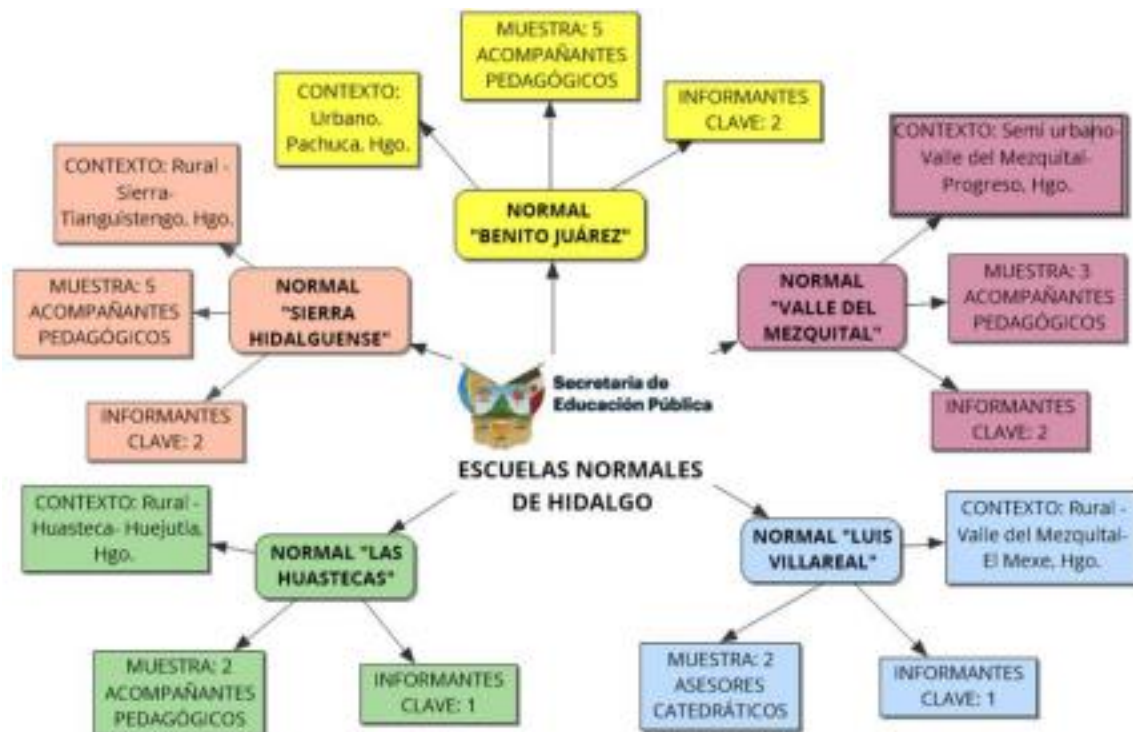 MUESTRA: 5
ACOMPAÑANTES
PEDAGÓGICOS
CONTEXTO:
Urbano,
Pachuca, Hgo.
INFORMANTES
CLAVE: 2
NORMAL
"BENITO JUÁREZ"
CONTEXTO: Semi urbano-
Valle del Mezquital-
Progreso, Hgo.
CONTEXTO: Rural -
Sierra-
Tianguistengo, Hgo.
NORMAL
"SIERRA
HIDALGUENSE"
MUESTRA: 5
ACOMPAÑANTES
PEDAGÓGICOS
INFORMANTES
CLAVE: 2
NORMAL
"VALLE DEL
MEZQUITAL"
MUESTRA: 3
ACOMPAÑANTES
PEDAGÓGICOS
INFORMANTES
CLAVE: 2
Secretaría de
Educación Pública
ESCUELAS NORMALES
DE HIDALGO
CONTEXTO: Rural -
Huasteca- Huejutla,
Hgo.
NORMAL "LAS
HUASTECAS"
MUESTRA: 2
ACOMPAÑANTES
PEDAGÓGICOS
INFORMANTES
CLAVE: 1
NORMAL "LUIS
VILLAREAL"
CONTEXTO: Rural -
Valle del Mezquital-
El Mexe, Hgo.
MUESTRA: 2
ASESORES
CATEDRÁTICOS
INFORMANTES
CLAVE: 1